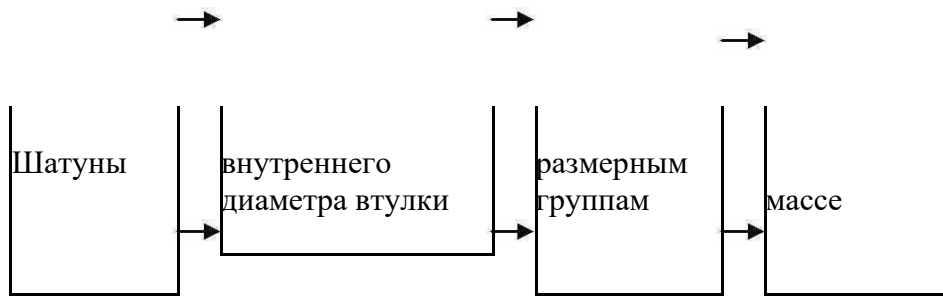 Шатуны
внутреннего
диаметра втулки
размерным
группам
массе